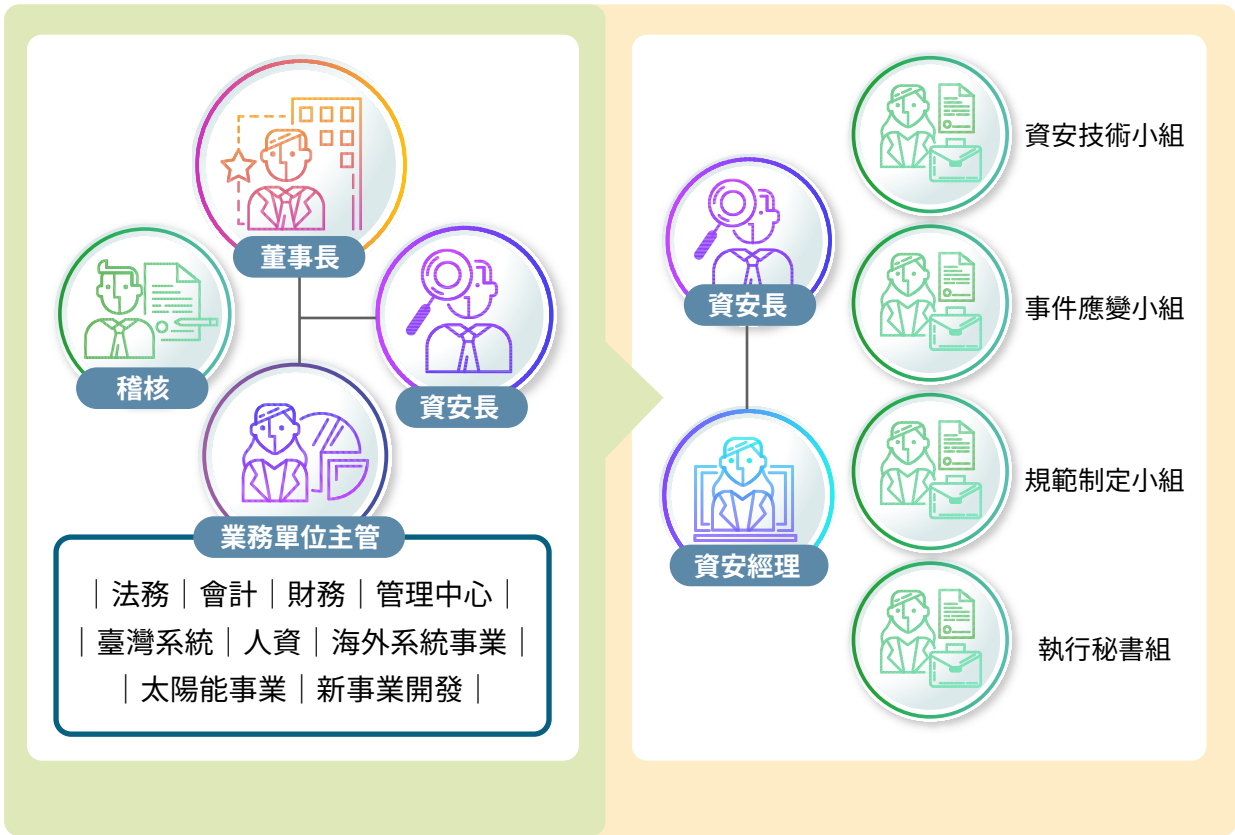 董事長
稽核
資安長
業務單位主管
｜法務｜會計｜財務｜管理中心｜
｜臺灣系統｜人資｜海外系統事業｜
｜太陽能事業｜新事業開發｜
資安長
資安經理
資安技術小組
事件應變小組
規範制定小組
執行秘書組